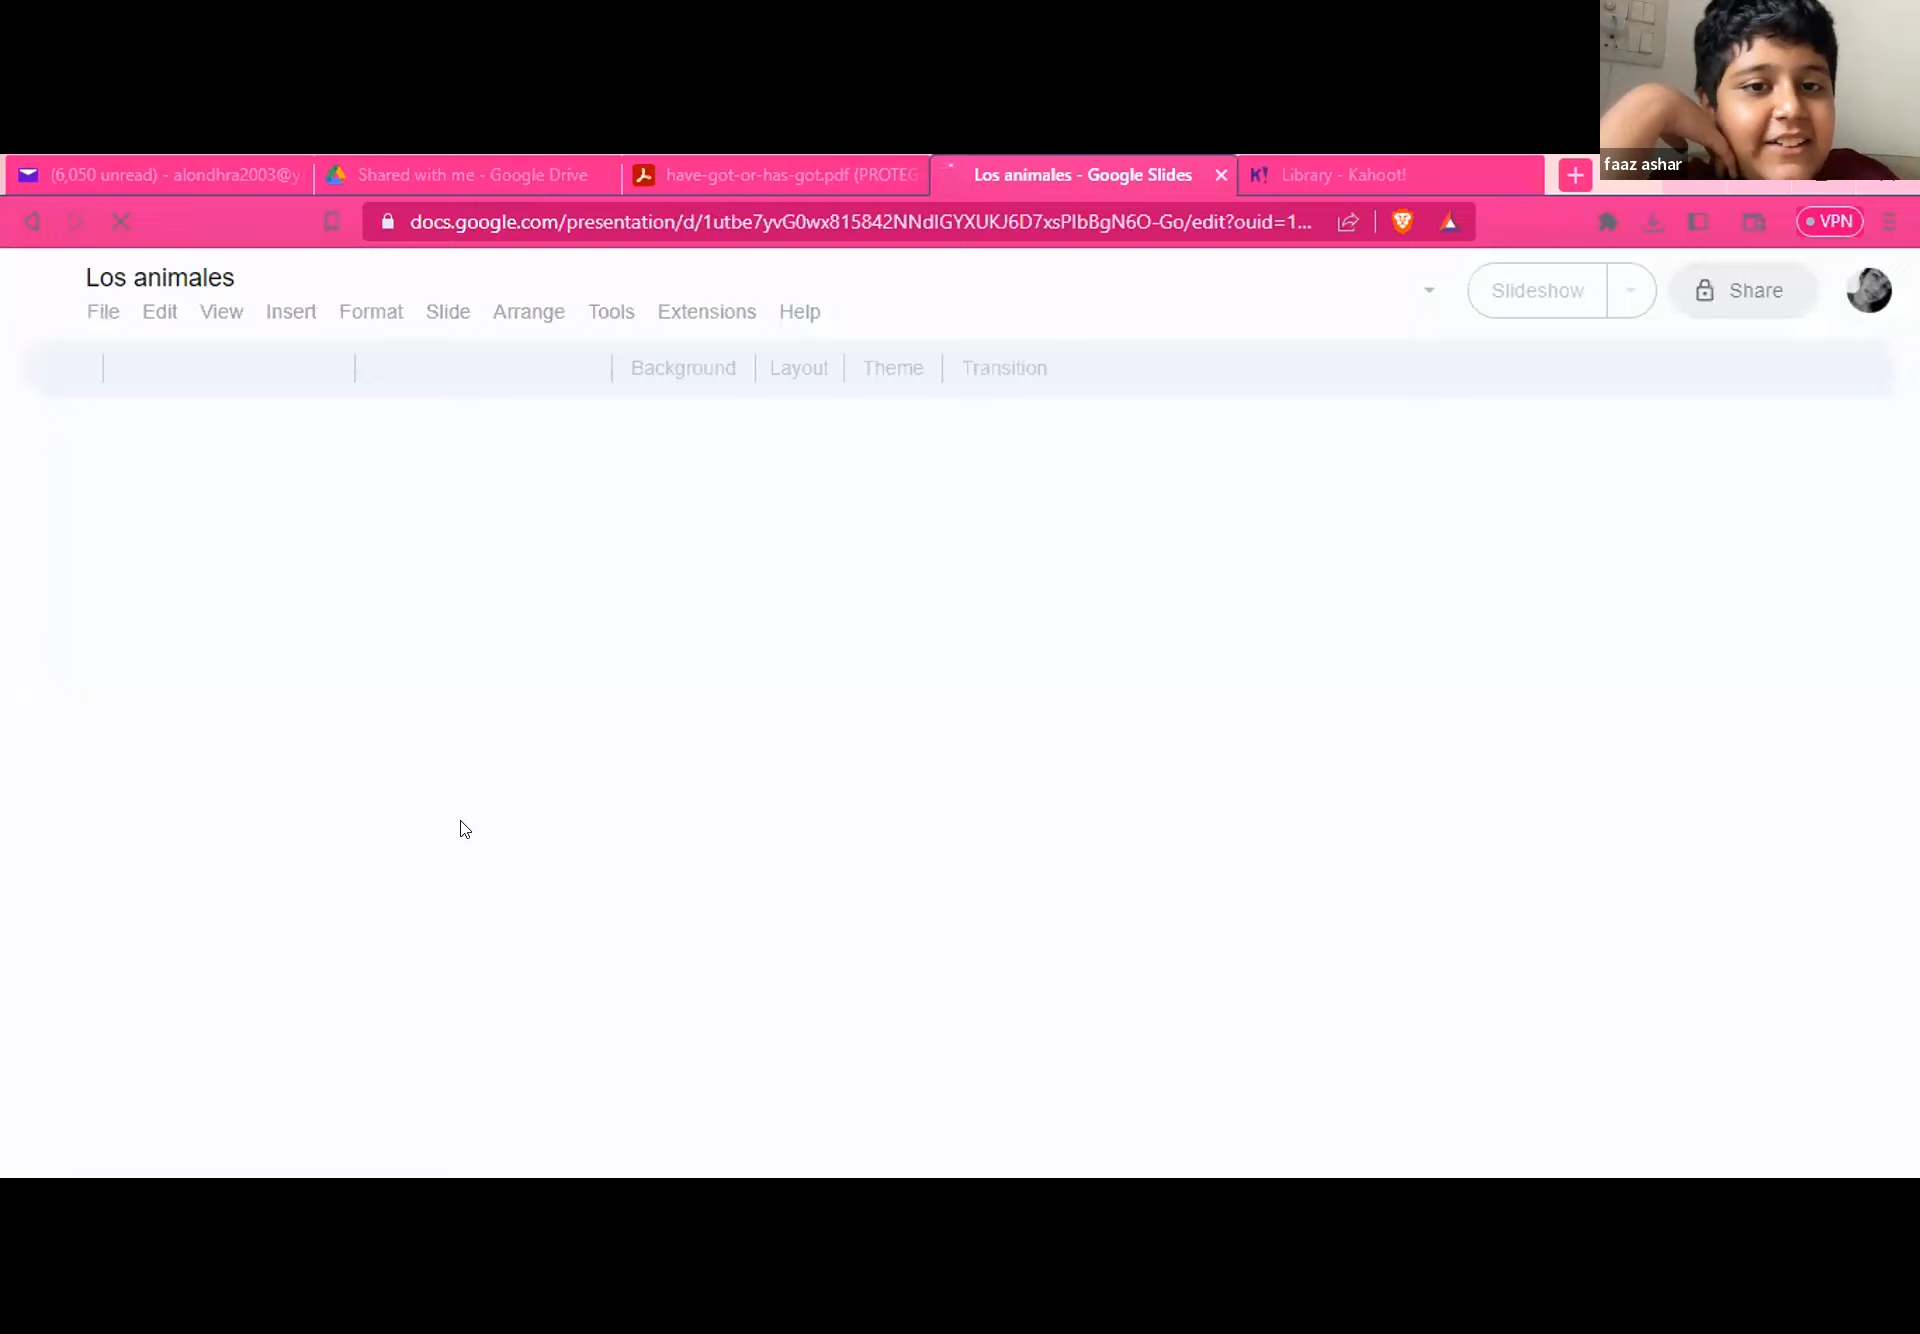 faaz ashar
(6,050 unread) - alondhra2003@y
Shared with me - Google Drive
have-got-or-has-got.pdf (PROTEG
Los animales - Google Slides
K! Library - Kahoot!
docs.google.com/presentation/d/1utbe7yvG0wx815842NNdIGYXUKJ6D7xsPIbBgN6O-Go/edit?ouid=1...
VPN
Los animales
File Edit View Insert Format Slide Arrange Tools Extensions Help
Slideshow
Share
Background Layout Theme Transition